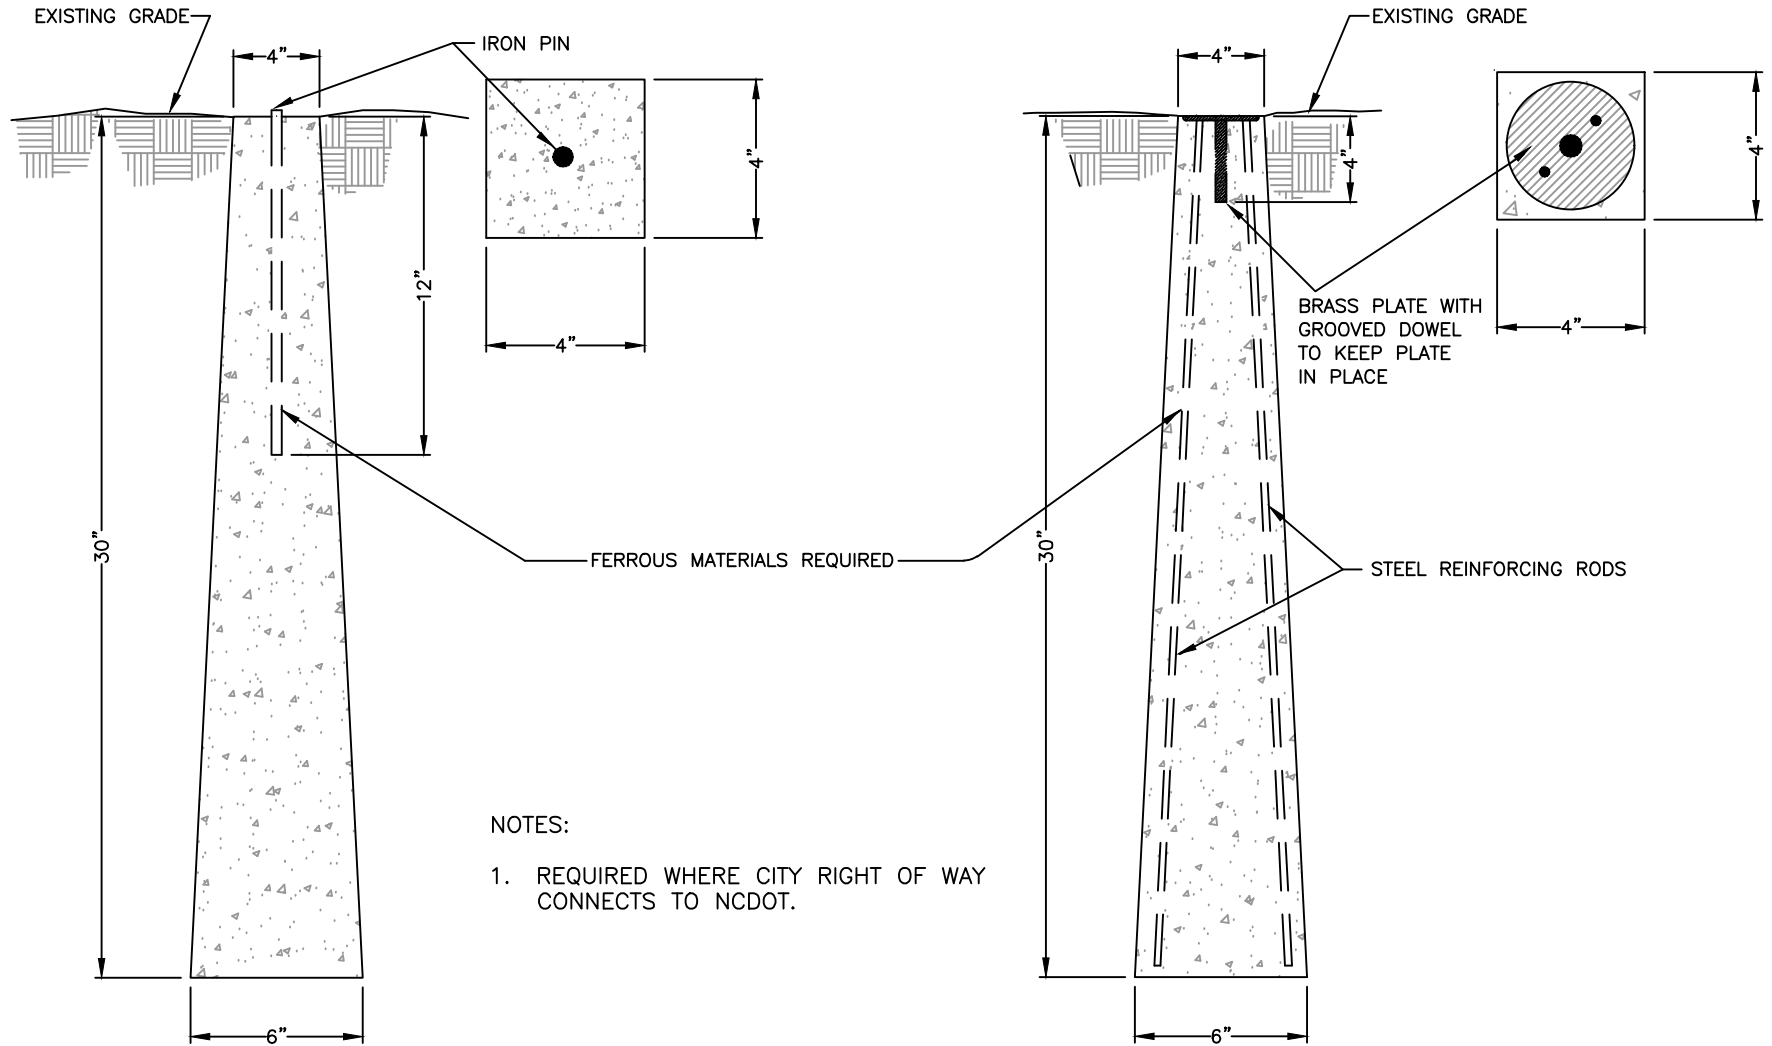 EXISTING GRADE
IRON PIN
4”
4”
4”
12”
30”
6”
EXISTING GRADE
4”
4”
4”
4”
BRASS PLATE WITH
GROOVED DOWEL
TO KEEP PLATE
IN PLACE
30”
FERROUS MATERIALS REQUIRED
STEEL REINFORCING RODS
6”
NOTES:
1. REQUIRED WHERE CITY RIGHT OF WAY
CONNECTS TO NCDOT.